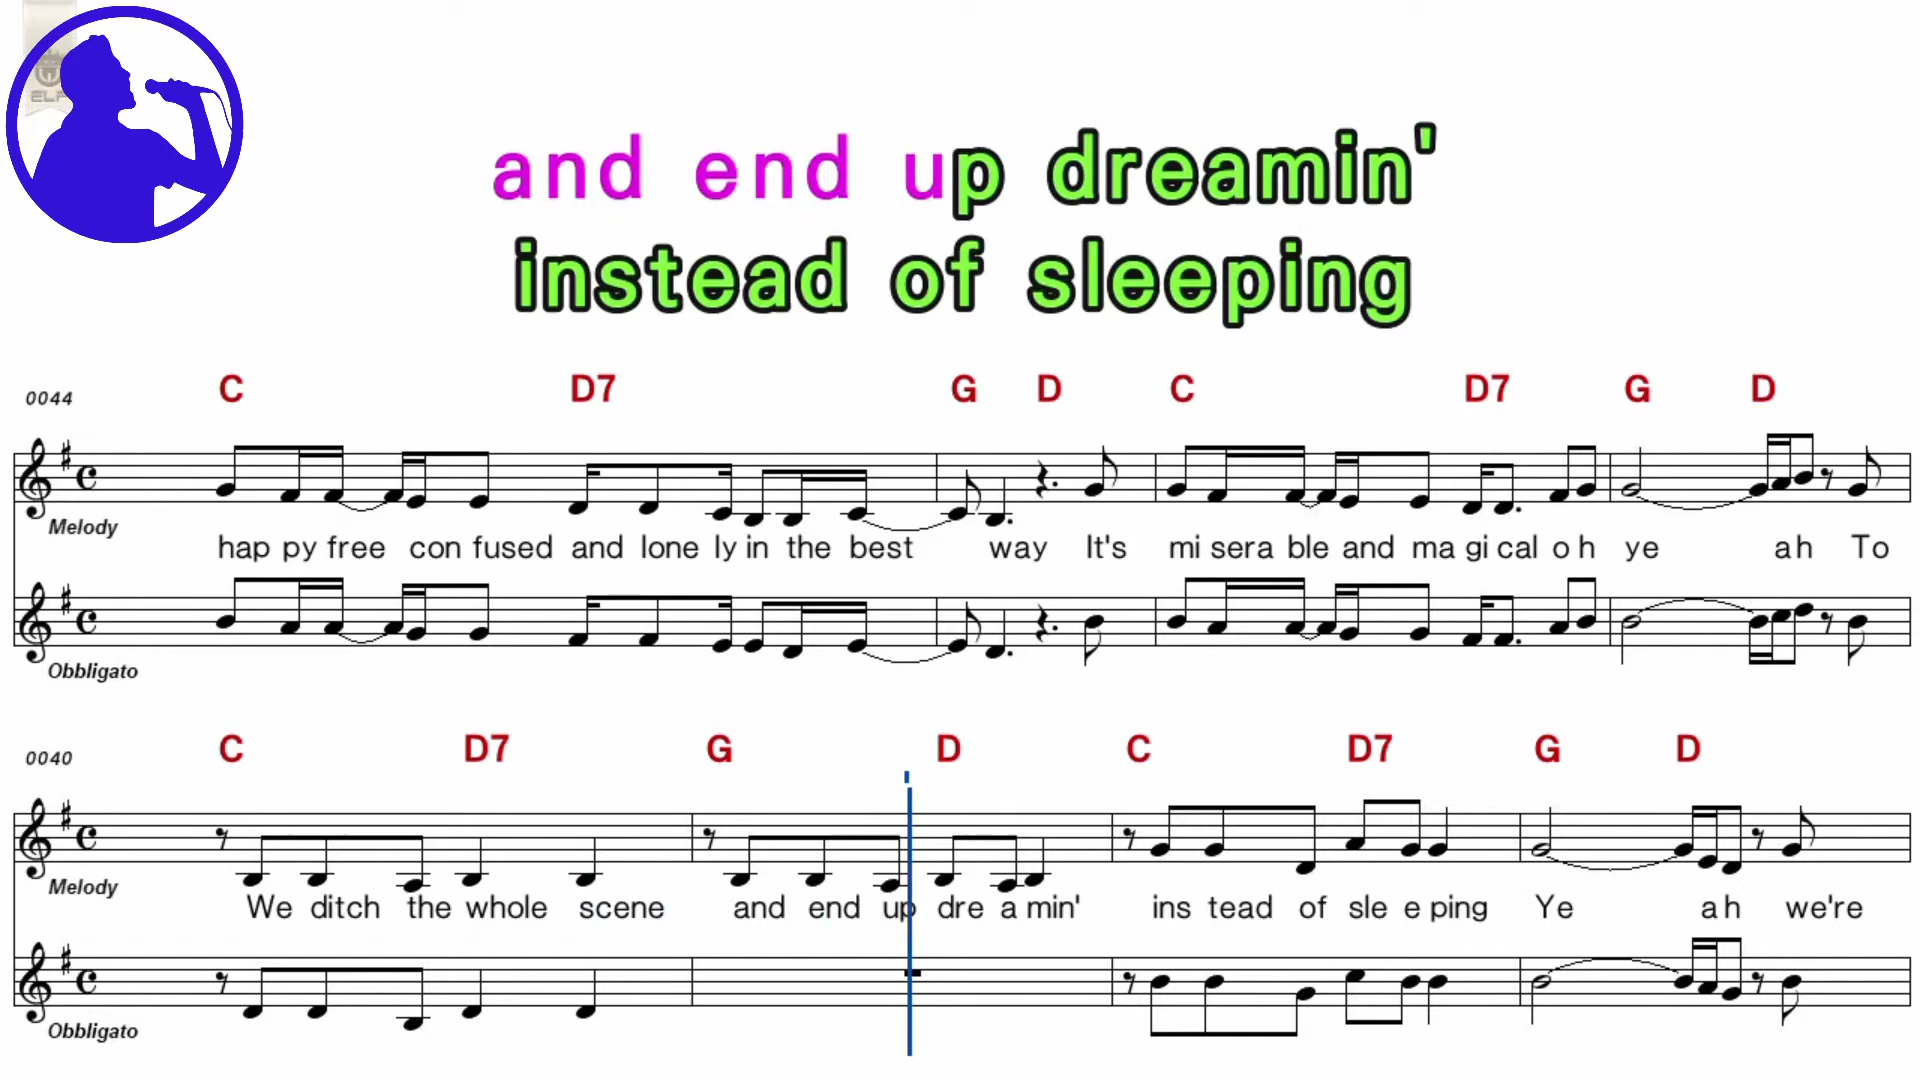 ELF
and end up dreamin'
instead of sleeping
0044 C D7 G D C D7 G D
Melody
hap py free con fused and lone ly in the best way It's mi sera ble and ma gi cal o h ye ah To
Obbligato
0040 C D7 G D C D7 G D
Melody
We ditch the whole scene and end up dre a min' ins tead of sle e ping Ye ah we're
Obbligato